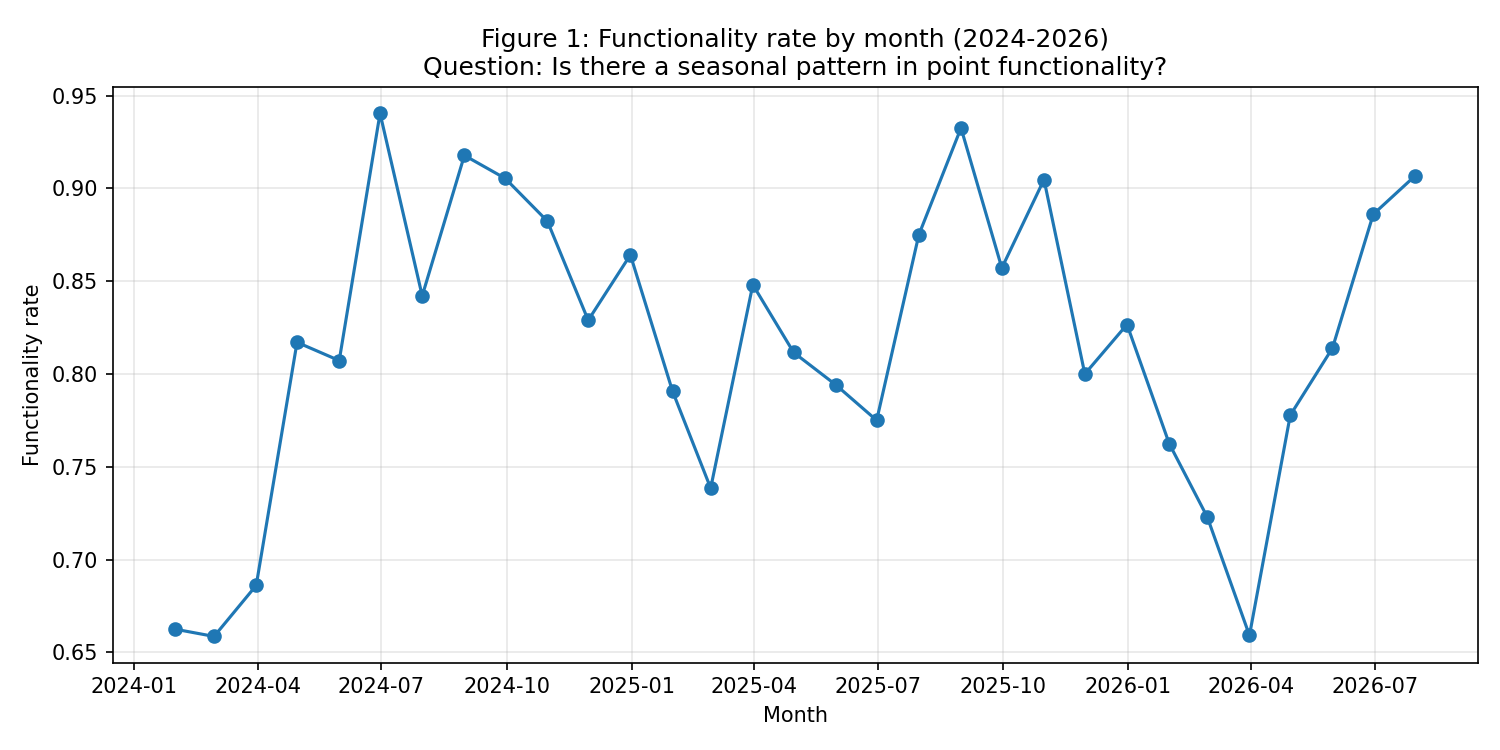 Figure 1: Functionality rate by month (2024-2026)
Question: Is there a seasonal pattern in point functionality?
Functionality rate
0.95
0.90
0.85
0.80
0.75
0.70
0.65
2024-01 2024-04 2024-07 2024-10 2025-01 2025-04 2025-07 2025-10 2026-01 2026-04 2026-07
Month